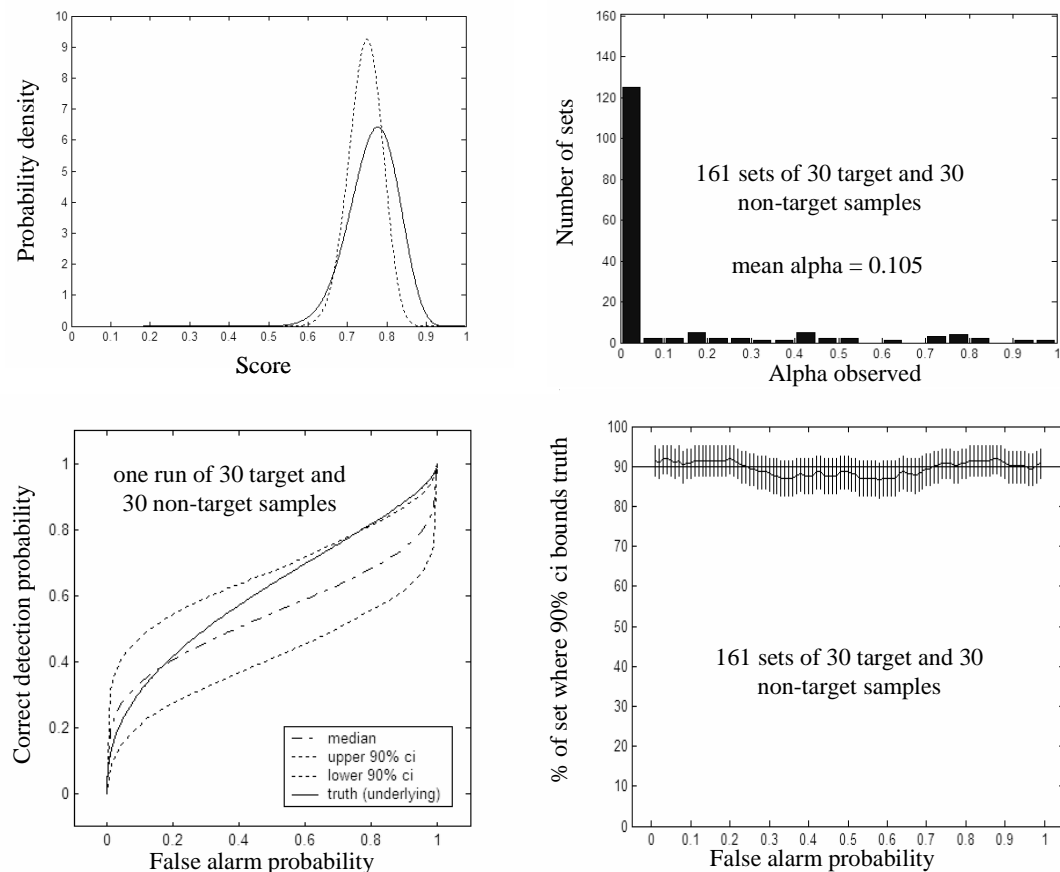 Probability density
10
9
8
7
6
5
4
3
2
1
0
0 0.1 0.2 0.3 0.4 0.5 0.6 0.7 0.8 0.9 1
Score
Number of sets
160
140
120
100
80
60
40
20
0
161 sets of 30 target and 30
non-target samples
mean alpha = 0.105
0 0.1 0.2 0.3 0.4 0.5 0.6 0.7 0.8 0.9 1
Alpha observed
Correct detection probability
1
0.8
0.6
0.4
0.2
0
one run of 30 target and
30 non-target samples
median
upper 90% ci
lower 90% ci
truth (underlying)
0 0.2 0.4 0.6 0.8 1
False alarm probability
% of set where 90% ci bounds truth
100
90
80
70
60
50
40
30
20
10
0
161 sets of 30 target and 30
non-target samples
0 0.1 0.2 0.3 0.4 0.5 0.6 0.7 0.8 0.9 1
False alarm probability